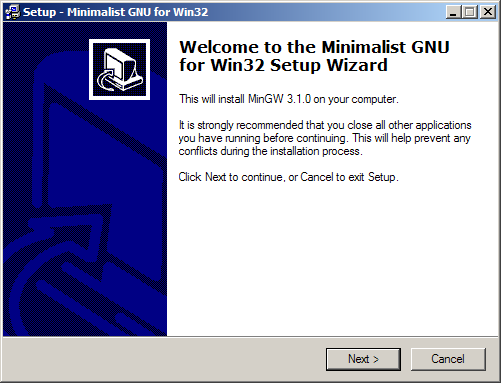 Setup - Minimalist GNU for Win32
Welcome to the Minimalist GNU
for Win32 Setup Wizard
This will install MinGW 3.1.0 on your computer.
It is strongly recommended that you close all other applications
you have running before continuing. This will help prevent any
conflicts during the installation process.
Click Next to continue, or Cancel to exit Setup.
Next >
Cancel